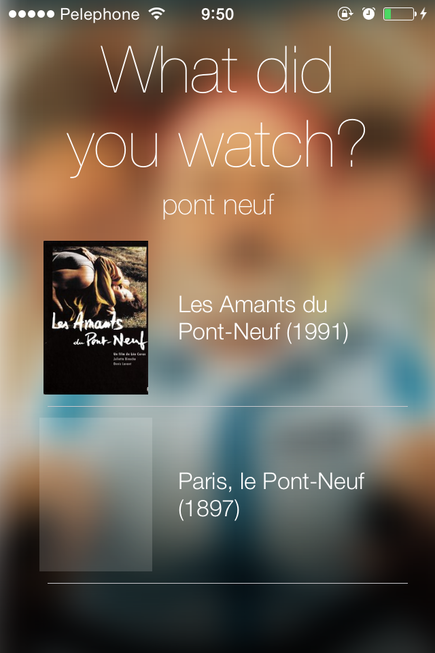 Pelephone 9:50
What did
you watch?
pont neuf
Les Amants
du Pont-Neuf
Les Amants du
Pont-Neuf (1991)
Paris, le Pont-Neuf
(1897)